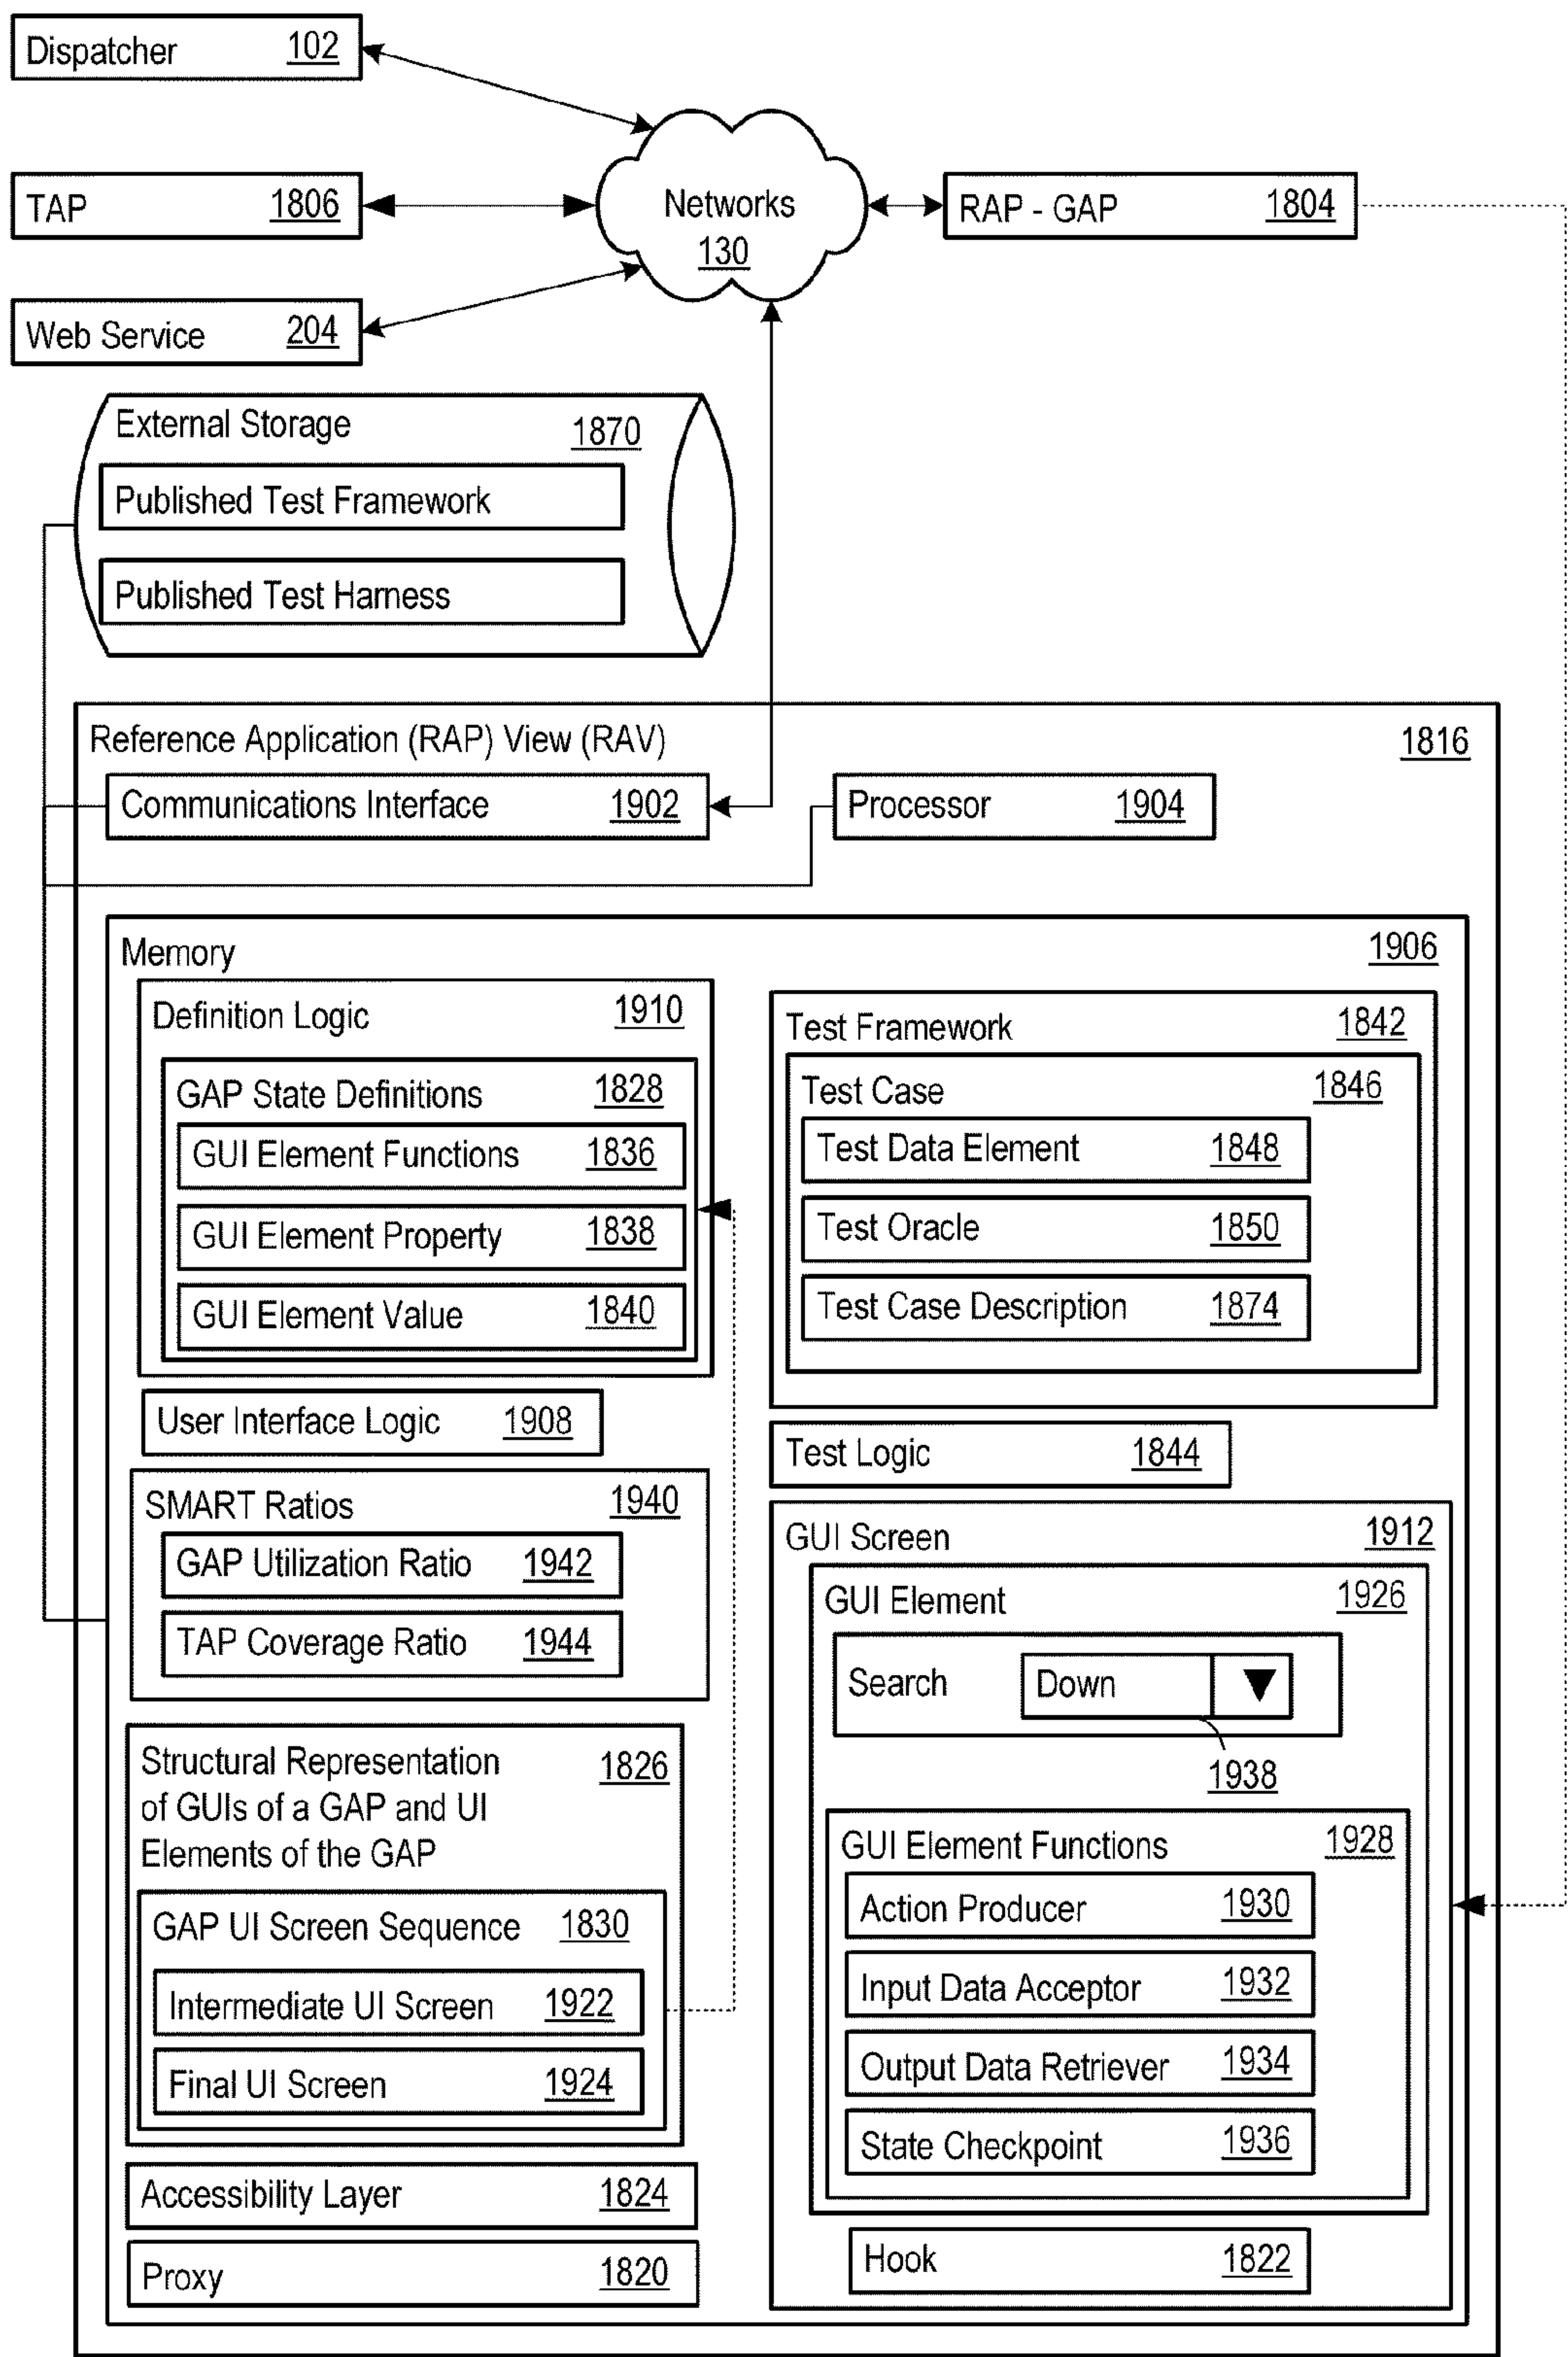 Dispatcher 102
TAP 1806
Networks
130
RAP - GAP 1804
Web Service 204
External Storage 1870
Published Test Framework
Published Test Harness
Reference Application (RAP) View (RAV) 1816
Communications Interface 1902
Processor 1904
Memory 1906
Definition Logic 1910
GAP State Definitions 1828
GUI Element Functions 1836
GUI Element Property 1838
GUI Element Value 1840
User Interface Logic 1908
SMART Ratios 1940
GAP Utilization Ratio 1942
TAP Coverage Ratio 1944
Structural Representation 1826
of GUIs of a GAP and UI
Elements of the GAP
GAP UI Screen Sequence 1830
Intermediate UI Screen 1922
Final UI Screen 1924
Accessibility Layer 1824
Proxy 1820
Test Framework 1842
Test Case 1846
Test Data Element 1848
Test Oracle 1850
Test Case Description 1874
Test Logic 1844
GUI Screen 1912
GUI Element 1926
Search Down
1938
GUI Element Functions 1928
Action Producer 1930
Input Data Acceptor 1932
Output Data Retriever 1934
State Checkpoint 1936
Hook 1822